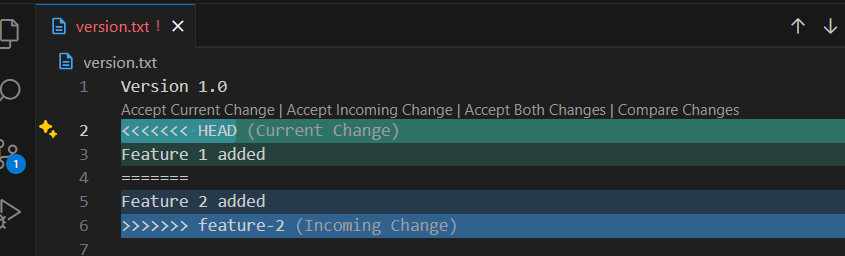 version.txt !
version.txt
1 Version 1.0
Accept Current Change | Accept Incoming Change | Accept Both Changes | Compare Changes
2 <<<<<<< HEAD (Current Change)
3 Feature 1 added
4 =======
5 Feature 2 added
6 >>>>>>> feature-2 (Incoming Change)
1
7